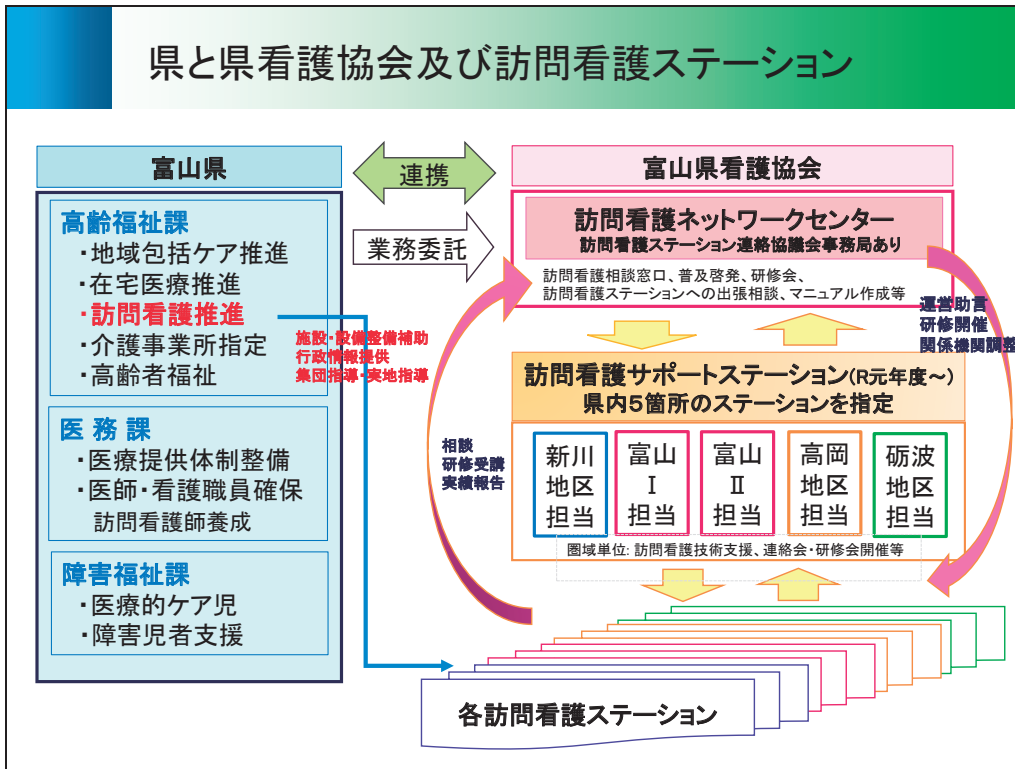 県と県看護協会及び訪問看護ステーション
富山県
高齢福祉課
・地域包括ケア推進
・在宅医療推進
・訪問看護推進
・介護事業所指定
・高齢者福祉
医 務 課
・医療提供体制整備
・医師・看護職員確保
訪問看護師養成
障害福祉課
・医療的ケア児
・障害児者支援
連携
業務委託
施設・設備整備補助
行政情報提供
集団指導・実地指導
富山県看護協会
訪問看護ネットワークセンター
訪問看護ステーション連絡協議会事務局あり
訪問看護相談窓口、普及啓発、研修会、
訪問看護ステーションへの出張相談、マニュアル作成等
運営助言
研修開催
関係機関調整
訪問看護サポートステーション(R元年度～)
県内5箇所のステーションを指定
相談
研修受講
実績報告
新川
地区
担当
富山
Ⅰ
担当
富山
Ⅱ
担当
高岡
地区
担当
砺波
地区
担当
圏域単位: 訪問看護技術支援、連絡会・研修会開催等
各訪問看護ステーション